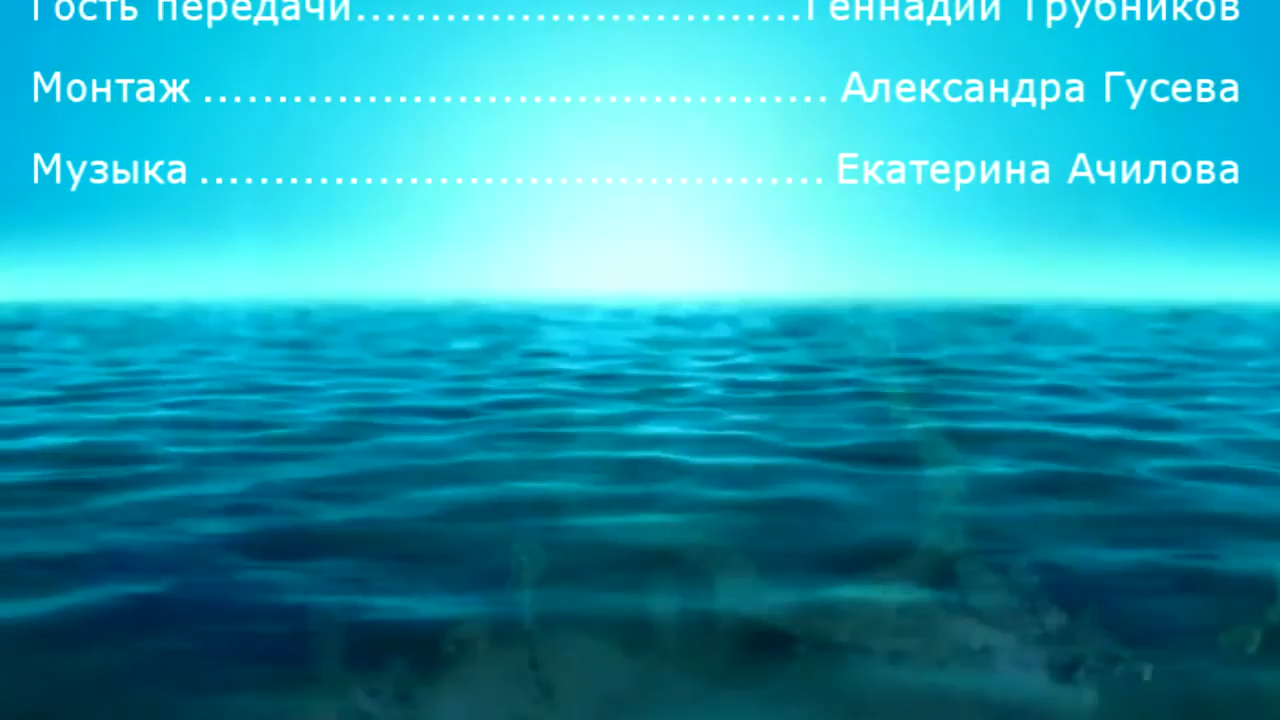 Гость передачи..............................Геннадий Трубников
Монтаж .......................................... Александра Гусева
Музыка .......................................... Екатерина Ачилова